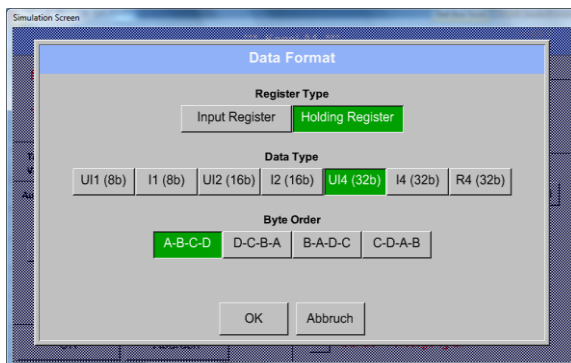 Simulation Screen
Data Format
Register Type
Input Register Holding Register
Data Type
UI1 (8b) I1 (8b) UI2 (16b) I2 (16b) UI4 (32b) I4 (32b) R4 (32b)
Byte Order
A-B-C-D D-C-B-A B-A-D-C C-D-A-B
OK Abbruch